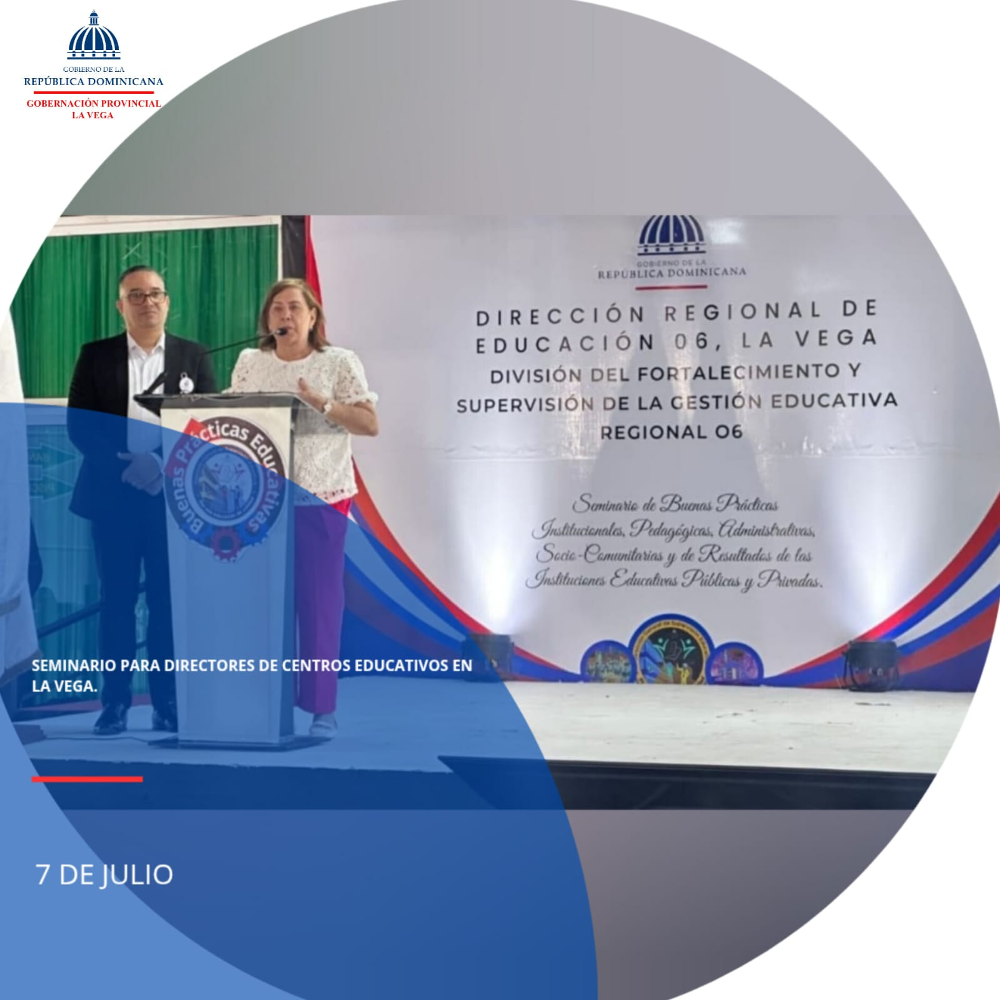 GOBIERNO DE LA
REPÚBLICA DOMINICANA
GOBERNACIÓN PROVINCIAL
LA VEGA
GOBIERNO DE LA
REPÚBLICA DOMINICANA
DIRECCIÓN REGIONAL DE
EDUCACIÓN 06, LA VEGA
DIVISIÓN DEL FORTALECIMIENTO Y
SUPERVISIÓN DE LA GESTIÓN EDUCATIVA
REGIONAL 06
Buenas Prácticas Educativas
Seminario de Buenas Prácticas
Institucionales, Pedagógicas, Administrativas,
Socio-Comunitarias y de Resultados de las
Instituciones Educativas Públicas y Privadas.
SEMINARIO PARA DIRECTORES DE CENTROS EDUCATIVOS EN
LA VEGA.
7 DE JULIO